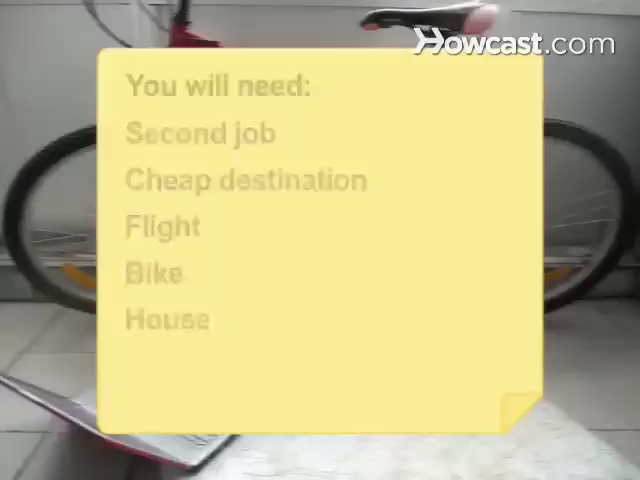 Howcast.com
You will need:
Second job
Cheap destination
Flight
Bike
House